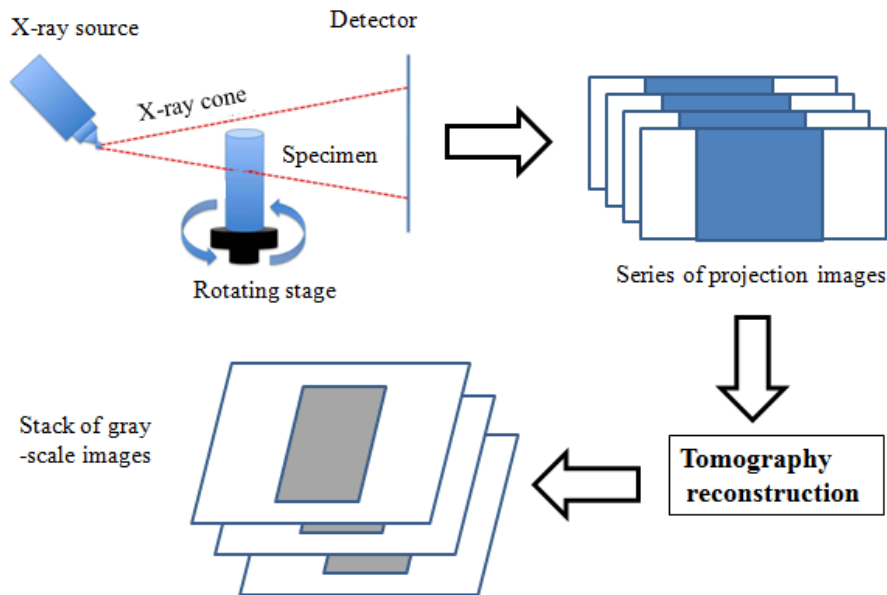 X-ray source
Detector
X-ray cone
Specimen
Rotating stage
Series of projection images
Stack of gray
-scale images
Tomography
reconstruction